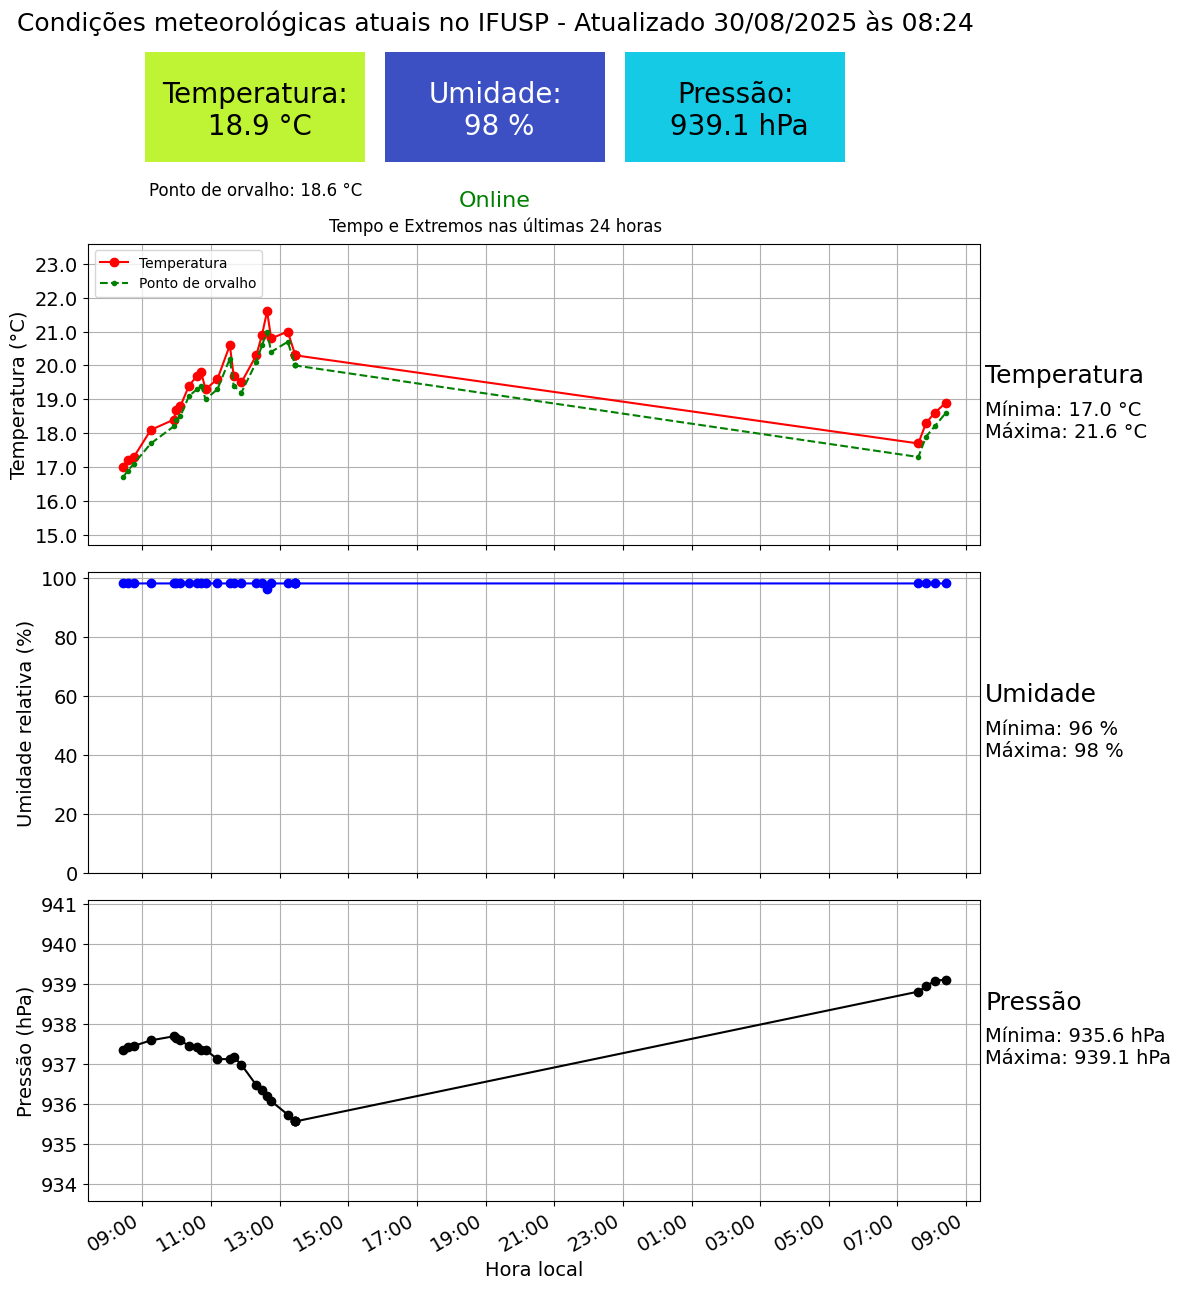 Condições meteorológicas atuais no IFUSP - Atualizado 30/08/2025 às 08:24
Temperatura:
18.9 °C
Umidade:
98 %
Pressão:
939.1 hPa
Ponto de orvalho: 18.6 °C
Online
Tempo e Extremos nas últimas 24 horas
Temperatura
Ponto de orvalho
Temperatura (°C)
23.0
22.0
21.0
20.0
19.0
18.0
17.0
16.0
15.0
Temperatura
Mínima: 17.0 °C
Máxima: 21.6 °C
Umidade relativa (%)
100
80
60
40
20
0
Umidade
Mínima: 96 %
Máxima: 98 %
Pressão (hPa)
941
940
939
938
937
936
935
934
Pressão
Mínima: 935.6 hPa
Máxima: 939.1 hPa
09:00
11:00
13:00
15:00
17:00
19:00
21:00
23:00
01:00
03:00
05:00
07:00
09:00
Hora local